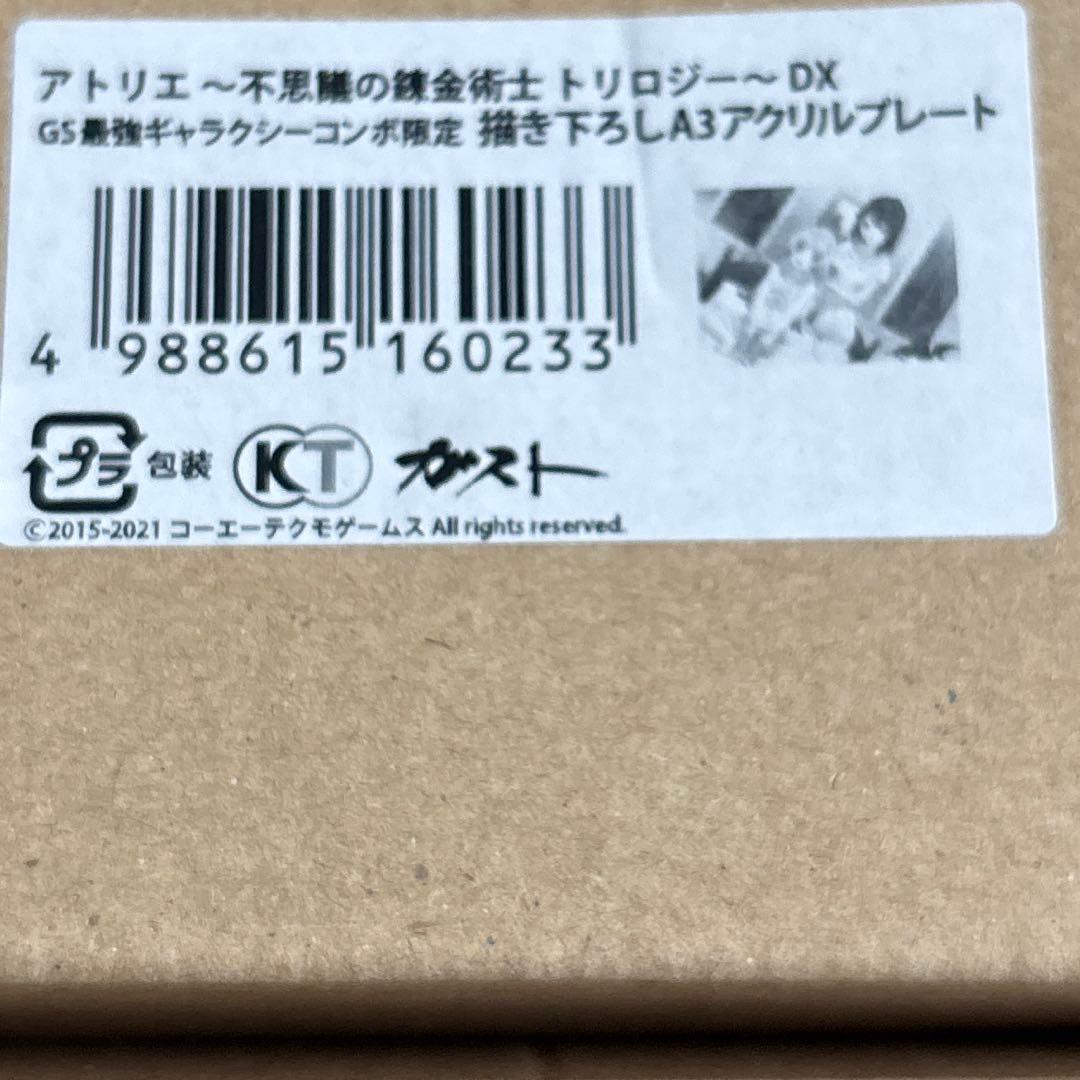 アトリエ ～不思議の錬金術士 トリロジー～ DX
GS最強ギャラクシーコンボ限定 描き下ろしA3アクリルプレート
4 988615 160233
プラ 包装 KT ガスト
©2015-2021 コーエーテクモゲームス All rights reserved.